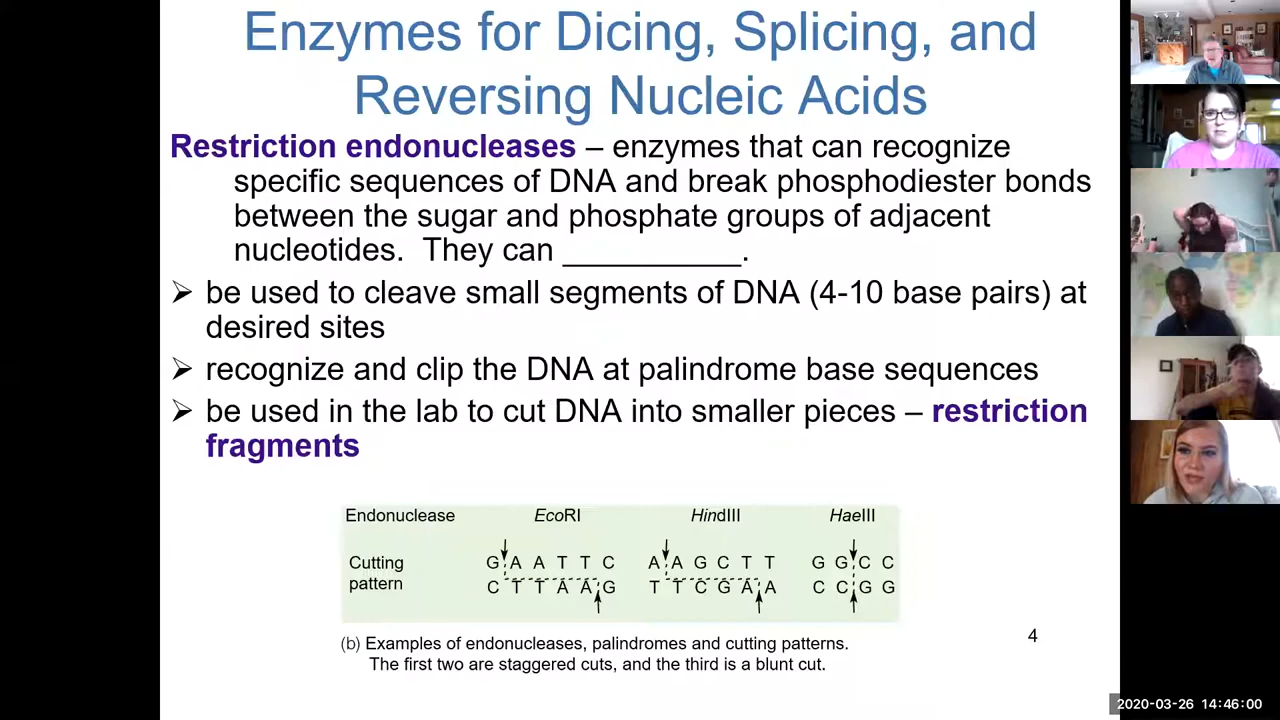 Enzymes for Dicing, Splicing, and
Reversing Nucleic Acids
Restriction endonucleases – enzymes that can recognize
specific sequences of DNA and break phosphodiester bonds
between the sugar and phosphate groups of adjacent
nucleotides. They can __________.
➢ be used to cleave small segments of DNA (4-10 base pairs) at
desired sites
➢ recognize and clip the DNA at palindrome base sequences
➢ be used in the lab to cut DNA into smaller pieces – restriction
fragments
Endonuclease EcoRI HindIII HaeIII
Cutting
pattern
G A A T T C A A G C T T G G C C
C T T A A G T T C G A A C C G G
(b) Examples of endonucleases, palindromes and cutting patterns.
The first two are staggered cuts, and the third is a blunt cut.
4
2020-03-26 14:46:00